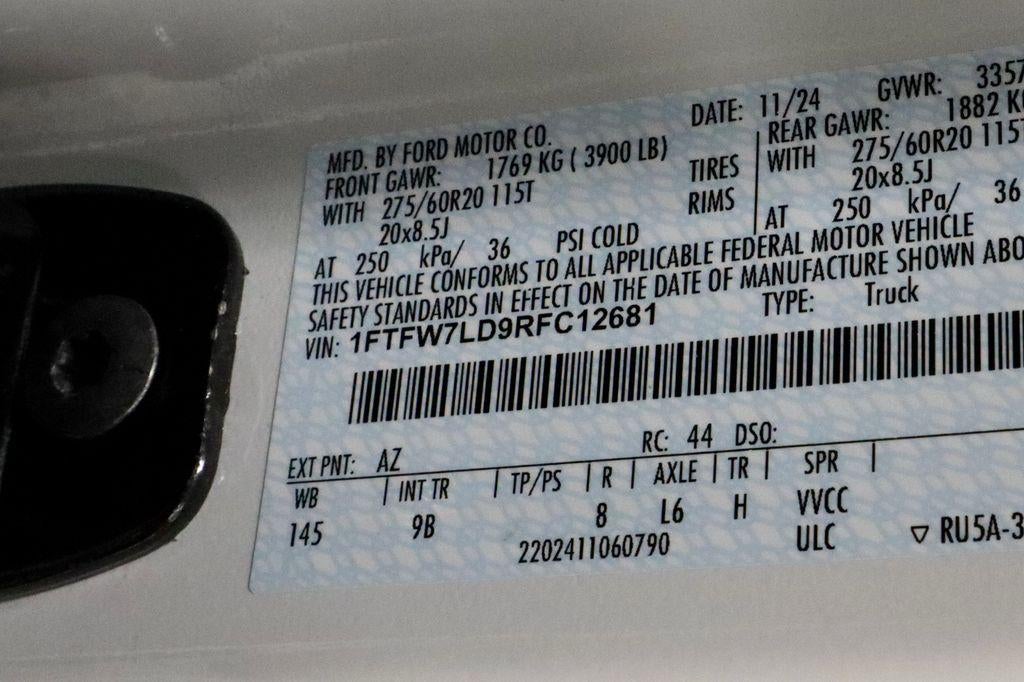 MFD. BY FORD MOTOR CO. DATE: 11/24 GVWR: 3357
FRONT GAWR: 1769 KG ( 3900 LB) REAR GAWR: 1882 KG
WITH 275/60R20 115T TIRES WITH 275/60R20 115T
20x8.5J RIMS 20x8.5J
AT 250 kPa/ 36 PSI COLD AT 250 kPa/ 36
THIS VEHICLE CONFORMS TO ALL APPLICABLE FEDERAL MOTOR VEHICLE
SAFETY STANDARDS IN EFFECT ON THE DATE OF MANUFACTURE SHOWN ABO
VIN: 1FTFW7LD9RFC12681 TYPE: Truck
EXT PNT: AZ RC: 44 DSO:
WB | INT TR | TP/PS | R | AXLE | TR | SPR |
145 9B 8 L6 H VVCC
2202411060790 ULC ▽ RU5A-3